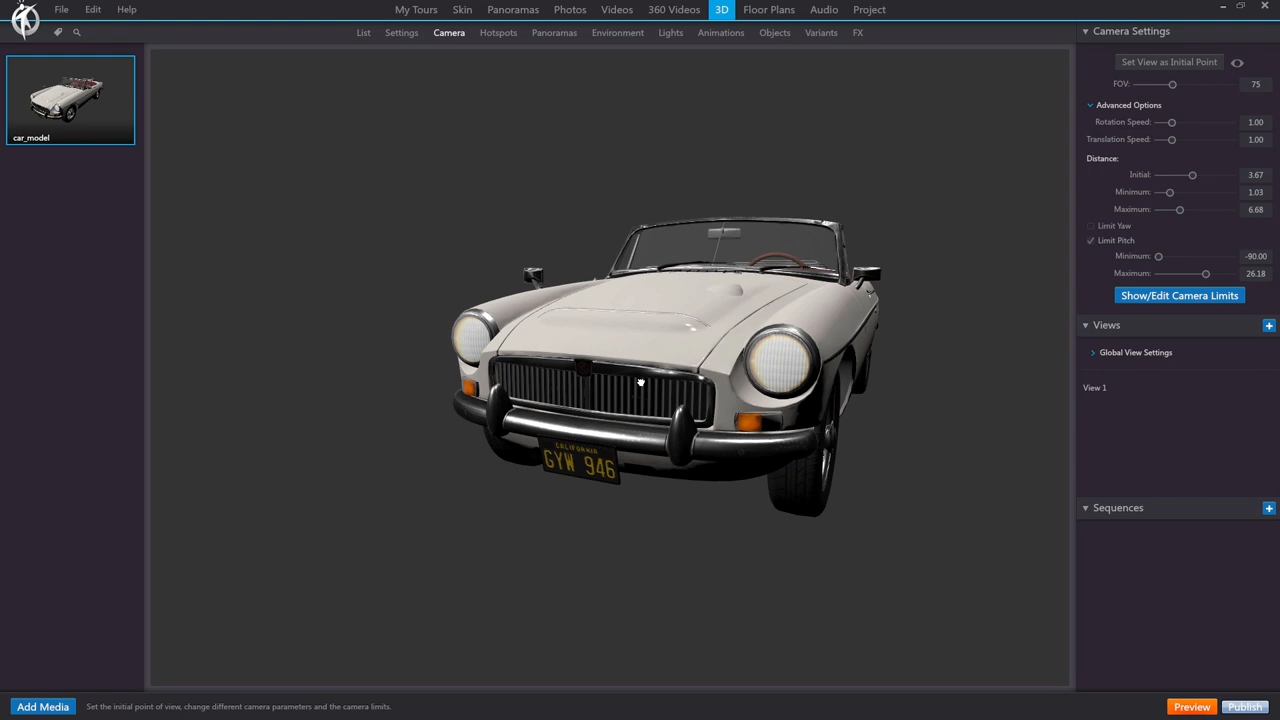 File Edit Help
My Tours Skin Panoramas Photos Videos 360 Videos 3D Floor Plans Audio Project
List Settings Camera Hotspots Panoramas Environment Lights Animations Objects Variants FX
car_model
CALIFORNIA
GYW 946
Camera Settings
Set View as Initial Point
FOV: 75
Advanced Options
Rotation Speed: 1.00
Translation Speed: 1.00
Distance:
Initial: 3.67
Minimum: 1.03
Maximum: 6.68
Limit Yaw
Limit Pitch
Minimum: -90.00
Maximum: 26.18
Show/Edit Camera Limits
Views
Global View Settings
View 1
Sequences
Add Media Set the initial point of view, change different camera parameters and the camera limits. Preview Publish